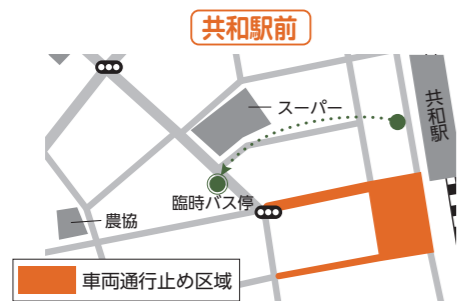 共和駅前
スーパー
共和駅
臨時バス停
農協
車両通行止め区域